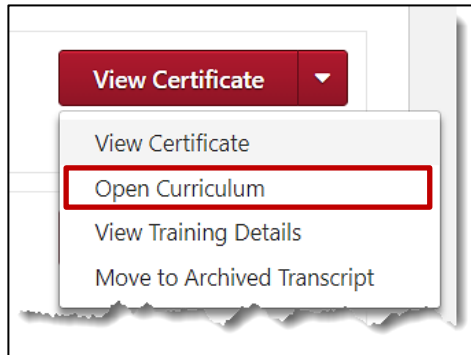 View Certificate
View Certificate
Open Curriculum
View Training Details
Move to Archived Transcript